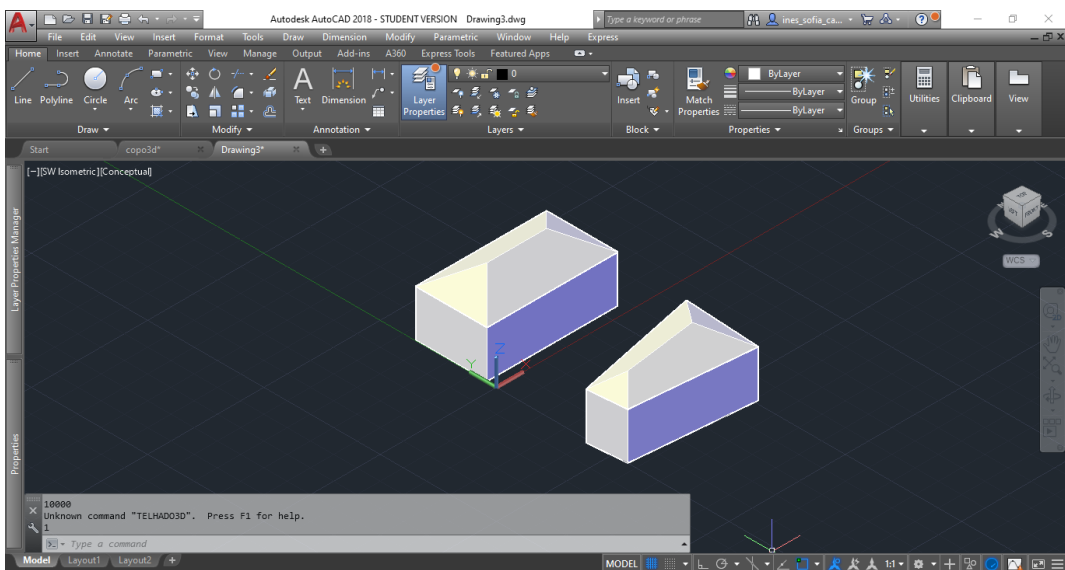 Autodesk AutoCAD 2018 - STUDENT VERSION Drawing3.dwg
Type a keyword or phrase
ines_sofia_ca...
File Edit View Insert Format Tools Draw Dimension Modify Parametric Window Help Express
Home Insert Annotate Parametric View Manage Output Add-ins A360 Express Tools Featured Apps
Line Polyline Circle Arc
Text Dimension
Layer Properties
0
Insert
Match Properties
ByLayer
ByLayer
ByLayer
Group
Utilities
Clipboard
View
Draw Modify Annotation Layers Block Properties Groups
Start copo3d* Drawing3*
[−][SW Isometric][Conceptual]
Layer Properties Manager
Properties
TOP
LEFT
W
S
WCS
Z
Y
X
10000
Unknown command "TELHADO3D". Press F1 for help.
1
Type a command
Model Layout1 Layout2
MODEL
1:1